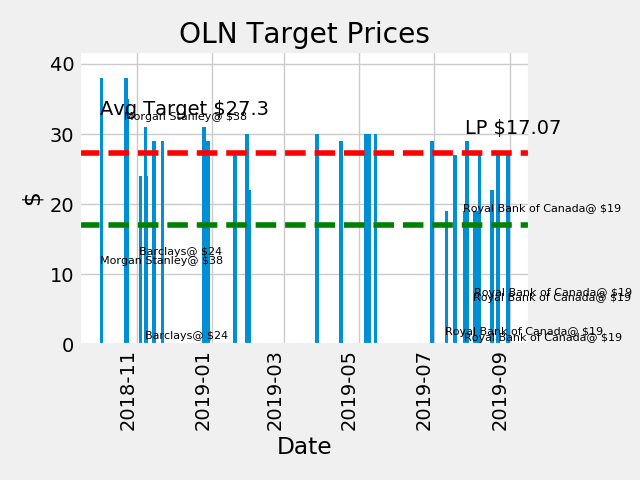 OLN Target Prices
40
Avg Target $27.3
Morgan Stanley@ $38
LP $17.07
30
20
Royal Bank of Canada@ $19
$
Barclays@ $24
Morgan Stanley@ $38
10
Royal Bank of Canada@ $19
Royal Bank of Canada@ $19
Barclays@ $24
Royal Bank of Canada@ $19
Royal Bank of Canada@ $19
0
2018-11
2019-01
2019-03
2019-05
2019-07
2019-09
Date